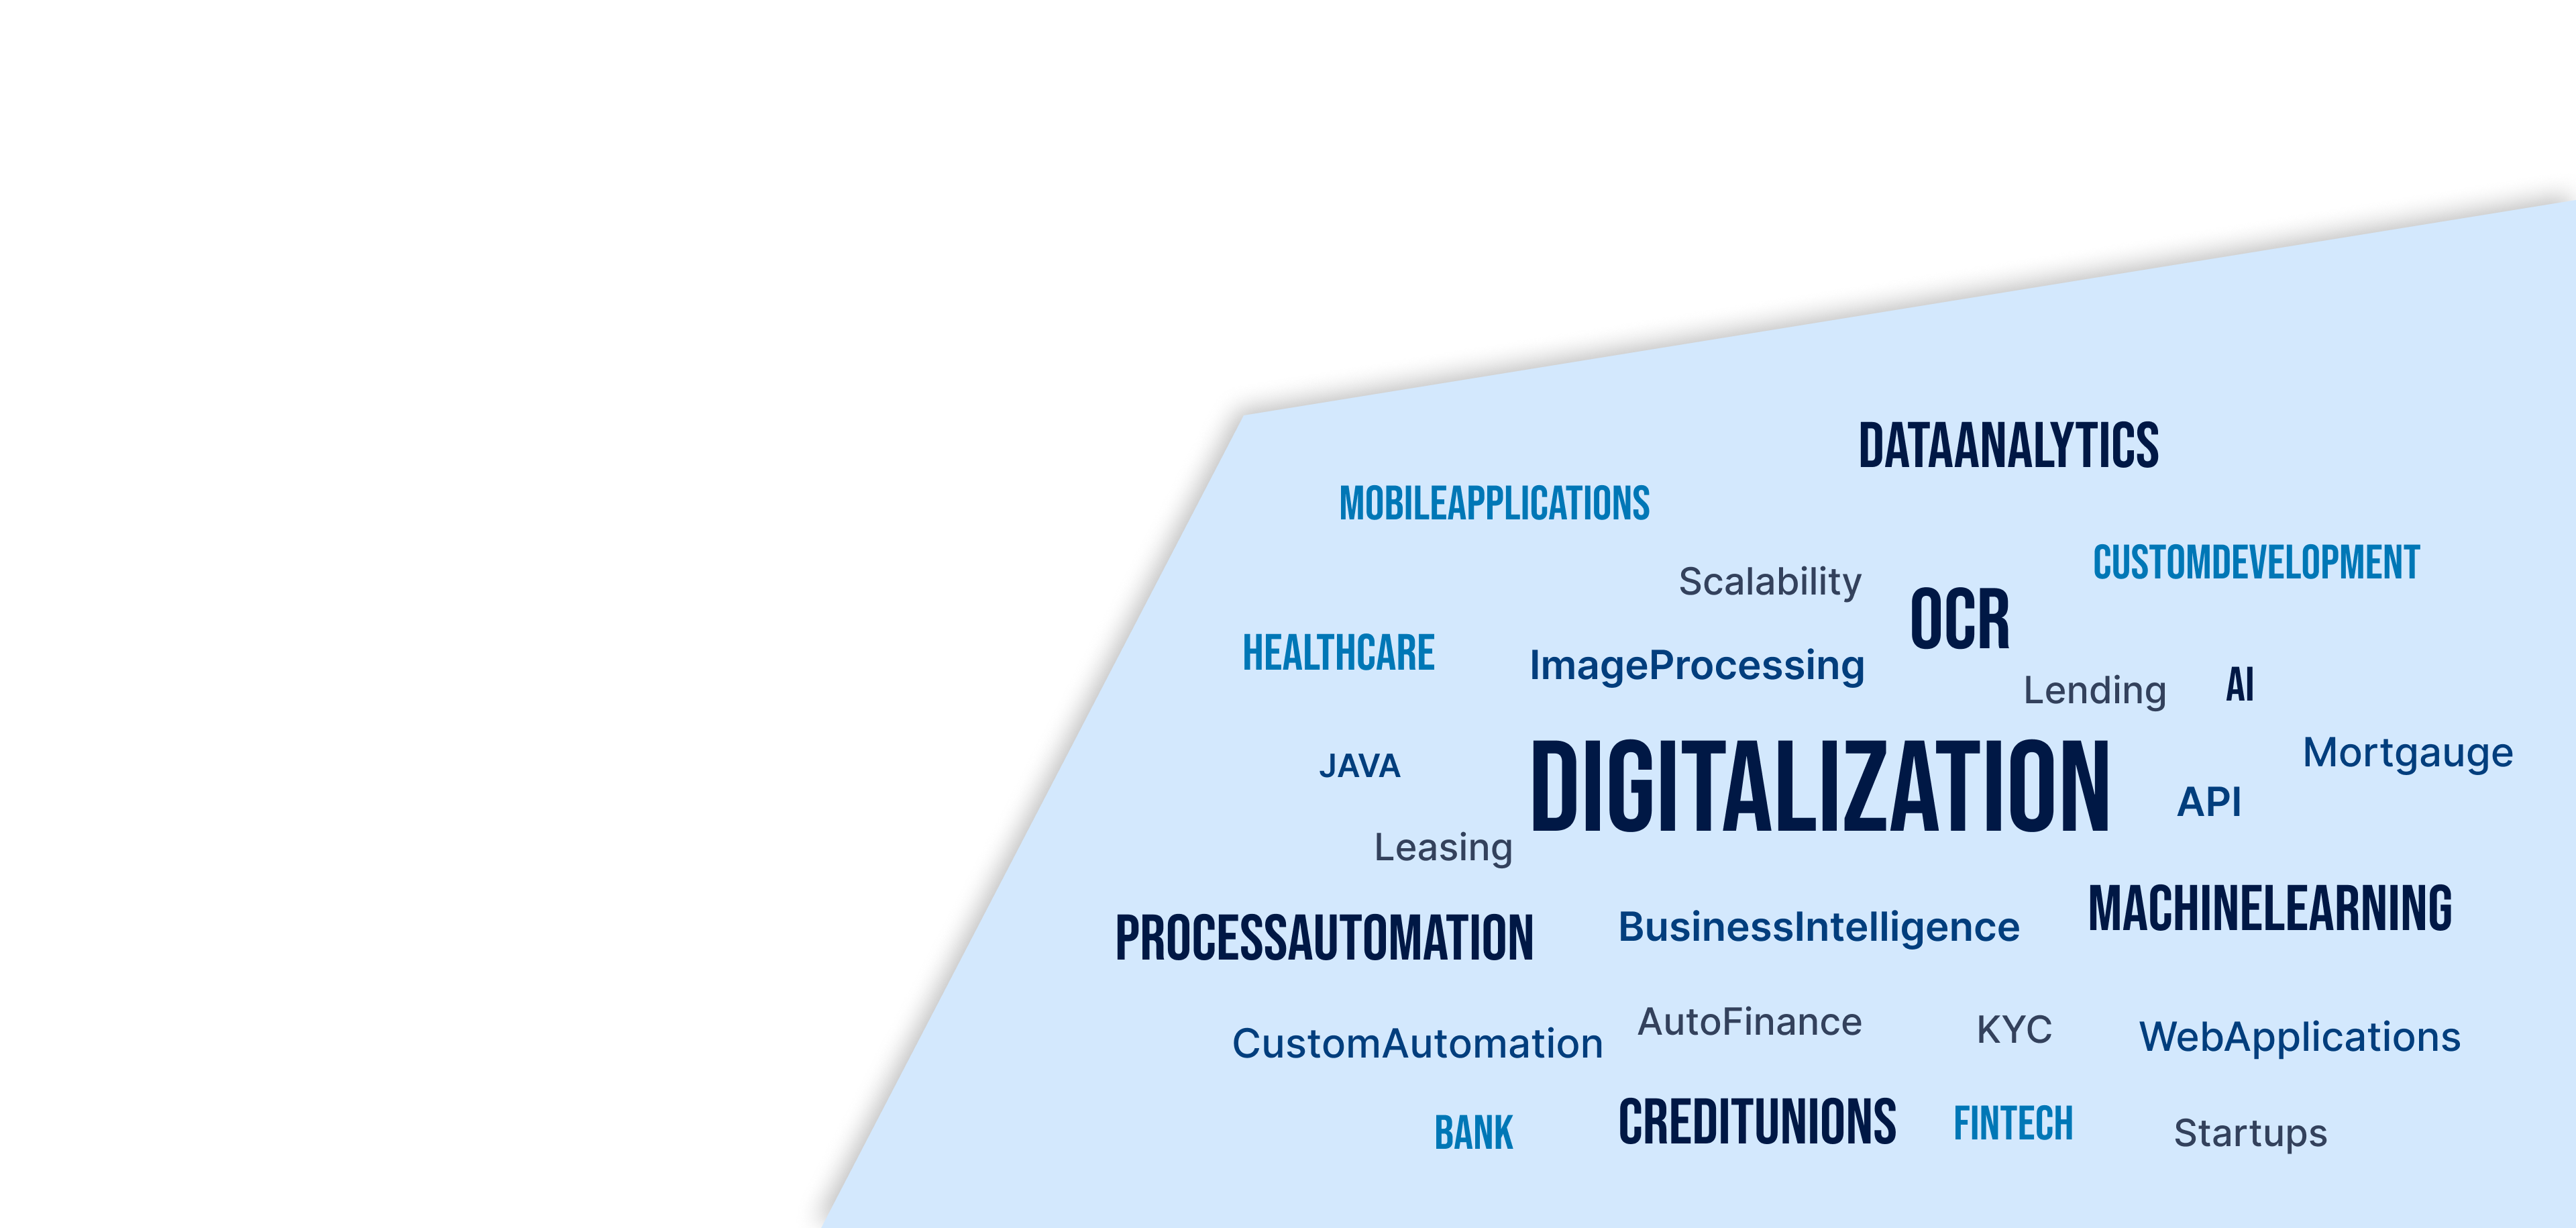 DATAANALYTICS
MOBILEAPPLICATIONS
CUSTOMDEVELOPMENT
Scalability
OCR
HEALTHCARE
ImageProcessing
Lending
AI
Mortgauge
JAVA
DIGITALIZATION
API
Leasing
MACHINELEARNING
PROCESSAUTOMATION
BusinessIntelligence
AutoFinance
KYC
WebApplications
CustomAutomation
CREDITUNIONS
FINTECH
BANK
Startups